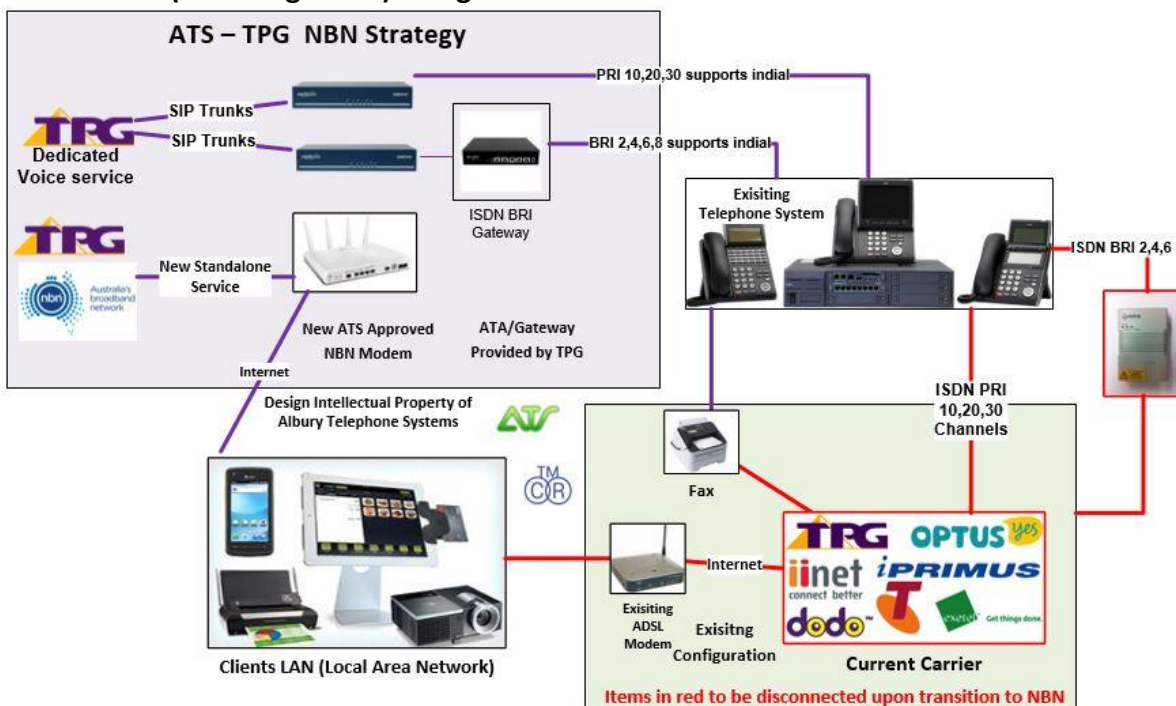 ATS – TPG NBN Strategy
PRI 10,20,30 supports indial
SIP Trunks
TPG
SIP Trunks
Dedicated
Voice service
BRI 2,4,6,8 supports indial
ISDN BRI
Gateway
Exisiting
Telephone System
ISDN BRI 2,4,6
TPG
nbn
Australia's
broadband
network
New Standalone
Service
New ATS Approved
NBN Modem
ATA/Gateway
Provided by TPG
Internet
Design Intellectual Property of
Albury Telephone Systems
ATS
TM
C R
ISDN PRI
10,20,30
Channels
Fax
Internet
Exisiting
ADSL
Modem
Exisitng
Configuration
TPG
OPTUS yes
iinet
connect better
iPRIMUS
dodo™
T
exetel
Get things done.
Current Carrier
Clients LAN (Local Area Network)
Items in red to be disconnected upon transition to NBN